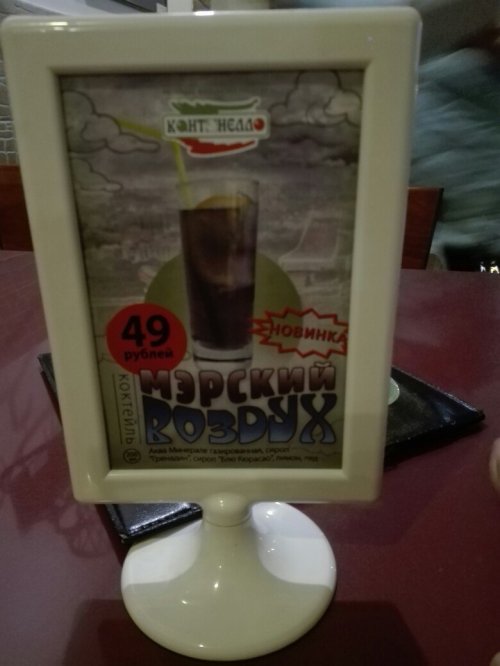 КОНТИНЕЛЛО
49
рублей
НОВИНКА
КОКТЕЙЛЬ
МЭРСКИЙ
ВОЗДУХ
Аква Минерале газированная, сироп
"Гренадин", сироп "Блю Кюрасао", лимон, лед